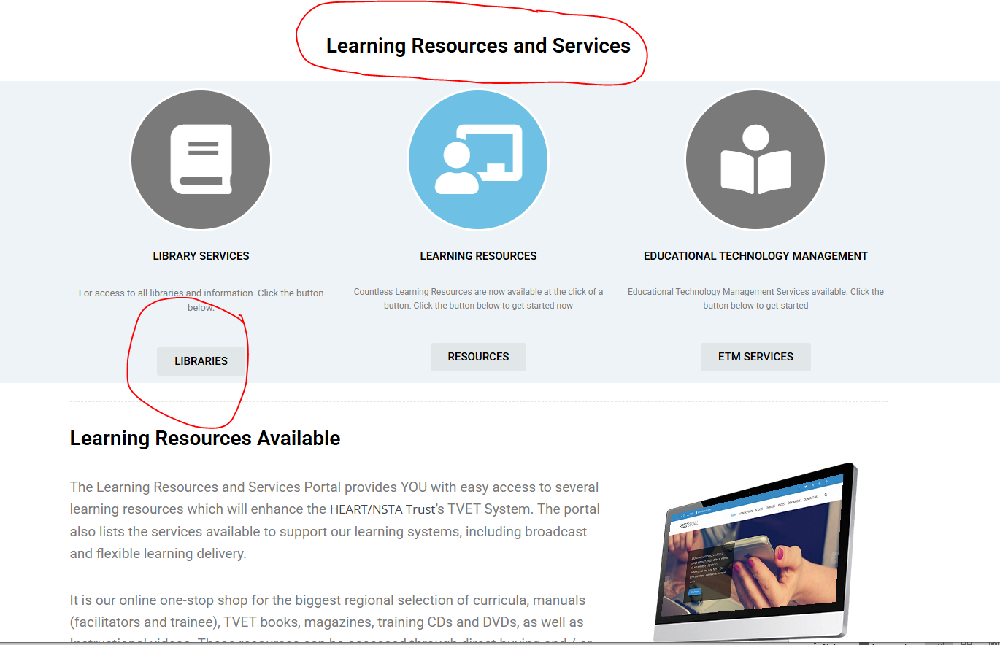 Learning Resources and Services
LIBRARY SERVICES
For access to all libraries and information  Click the button
below.
LIBRARIES
LEARNING RESOURCES
Countless Learning Resources are now available at the click of a
button. Click the button below to get started now
RESOURCES
EDUCATIONAL TECHNOLOGY MANAGEMENT
Educational Technology Management Services available. Click the
button below to get started
ETM SERVICES
Learning Resources Available
The Learning Resources and Services Portal provides YOU with easy access to several
learning resources which will enhance the HEART/NSTA Trust's TVET System. The portal
also lists the services available to support our learning systems, including broadcast
and flexible learning delivery.
It is our online one-stop shop for the biggest regional selection of curricula, manuals
(facilitators and trainee), TVET books, magazines, training CDs and DVDs, as well as
Instructional videos. These resources can be accessed through direct buying and / or